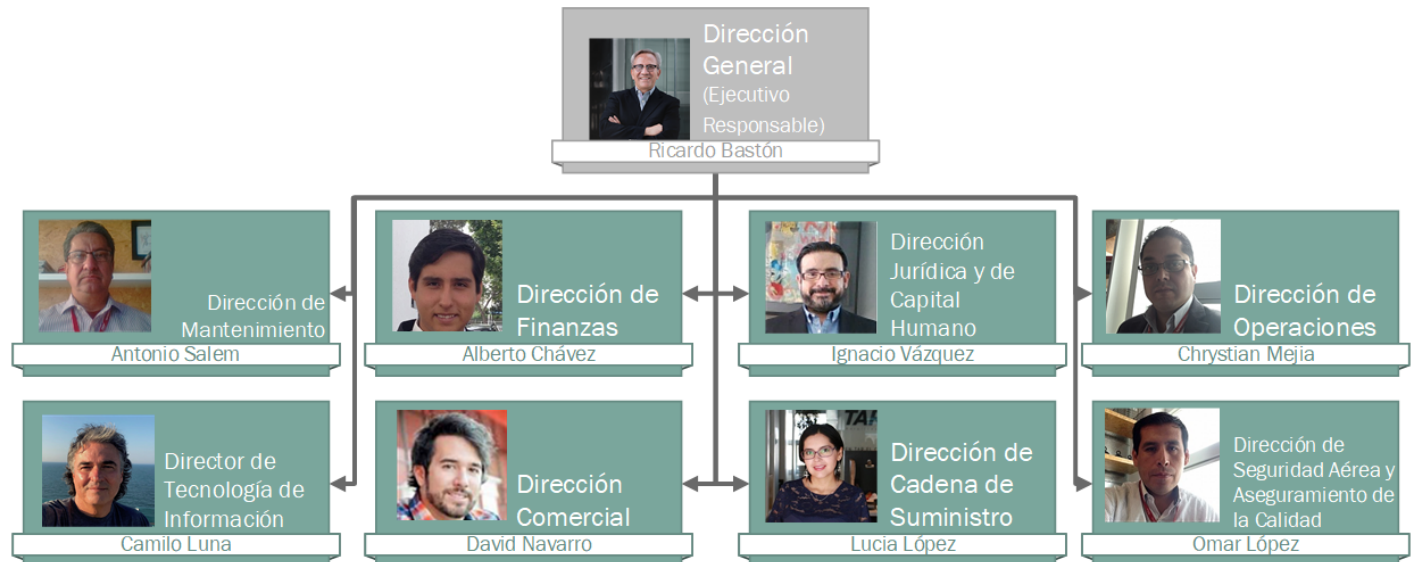 Dirección
General
(Ejecutivo
Responsable)
Ricardo Bastón
Dirección de
Mantenimiento
Antonio Salem
Dirección de
Finanzas
Alberto Chávez
Dirección
Jurídica y de
Capital
Humano
Ignacio Vázquez
Dirección de
Operaciones
Chrystian Mejia
Director de
Tecnología de
Información
Camilo Luna
Dirección
Comercial
David Navarro
Dirección de
Cadena de
Suministro
Lucia López
Dirección de
Seguridad Aérea y
Aseguramiento de
la Calidad
Omar López